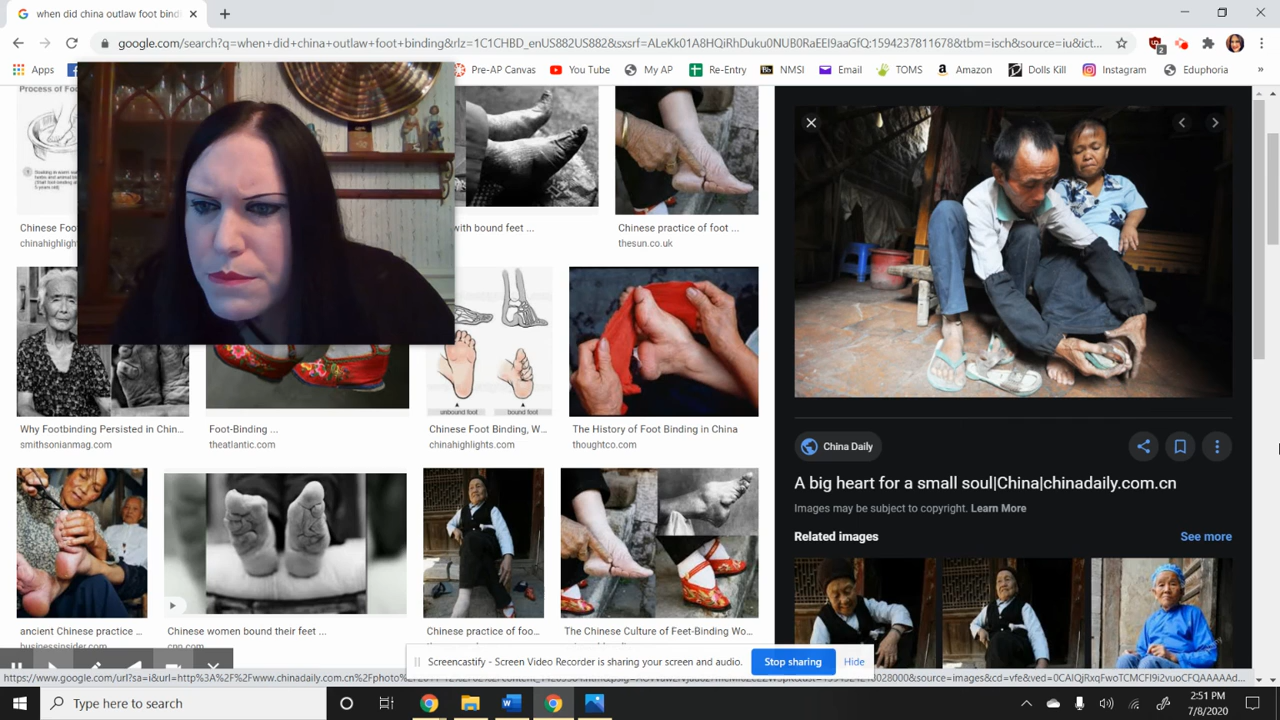 when did china outlaw foot bindi
google.com/search?q=when+did+china+outlaw+foot+binding&rlz=1C1CHBD_enUS882US882&sxsrf=ALeKk01A8HQiRhDuku0NUB0RaEEI9aaGfQ:1594237811678&tbm=isch&source=iu&ictx...
2
Apps
Pre-AP Canvas
You Tube
My AP
Re-Entry
NMSI
Email
TOMS
Amazon
Dolls Kill
Instagram
Eduphoria
»
Process of Foo
Chinese Foo
chinahighligh
with bound feet ...
Chinese practice of foot ...
thesun.co.uk
unbound foot
bound foot
Why Footbinding Persisted in Chin...
smithsonianmag.com
Foot-Binding ...
theatlantic.com
Chinese Foot Binding, W...
chinahighlights.com
The History of Foot Binding in China
thoughtco.com
China Daily
A big heart for a small soul|China|chinadaily.com.cn
Images may be subject to copyright. Learn More
Related images
See more
ancient Chinese practice ...
businessinsider.com
Chinese women bound their feet ...
Chinese practice of foo...
The Chinese Culture of Feet-Binding Wo...
Screencastify - Screen Video Recorder is sharing your screen and audio.
Stop sharing
Hide
Type here to search
2:51 PM
7/8/2020